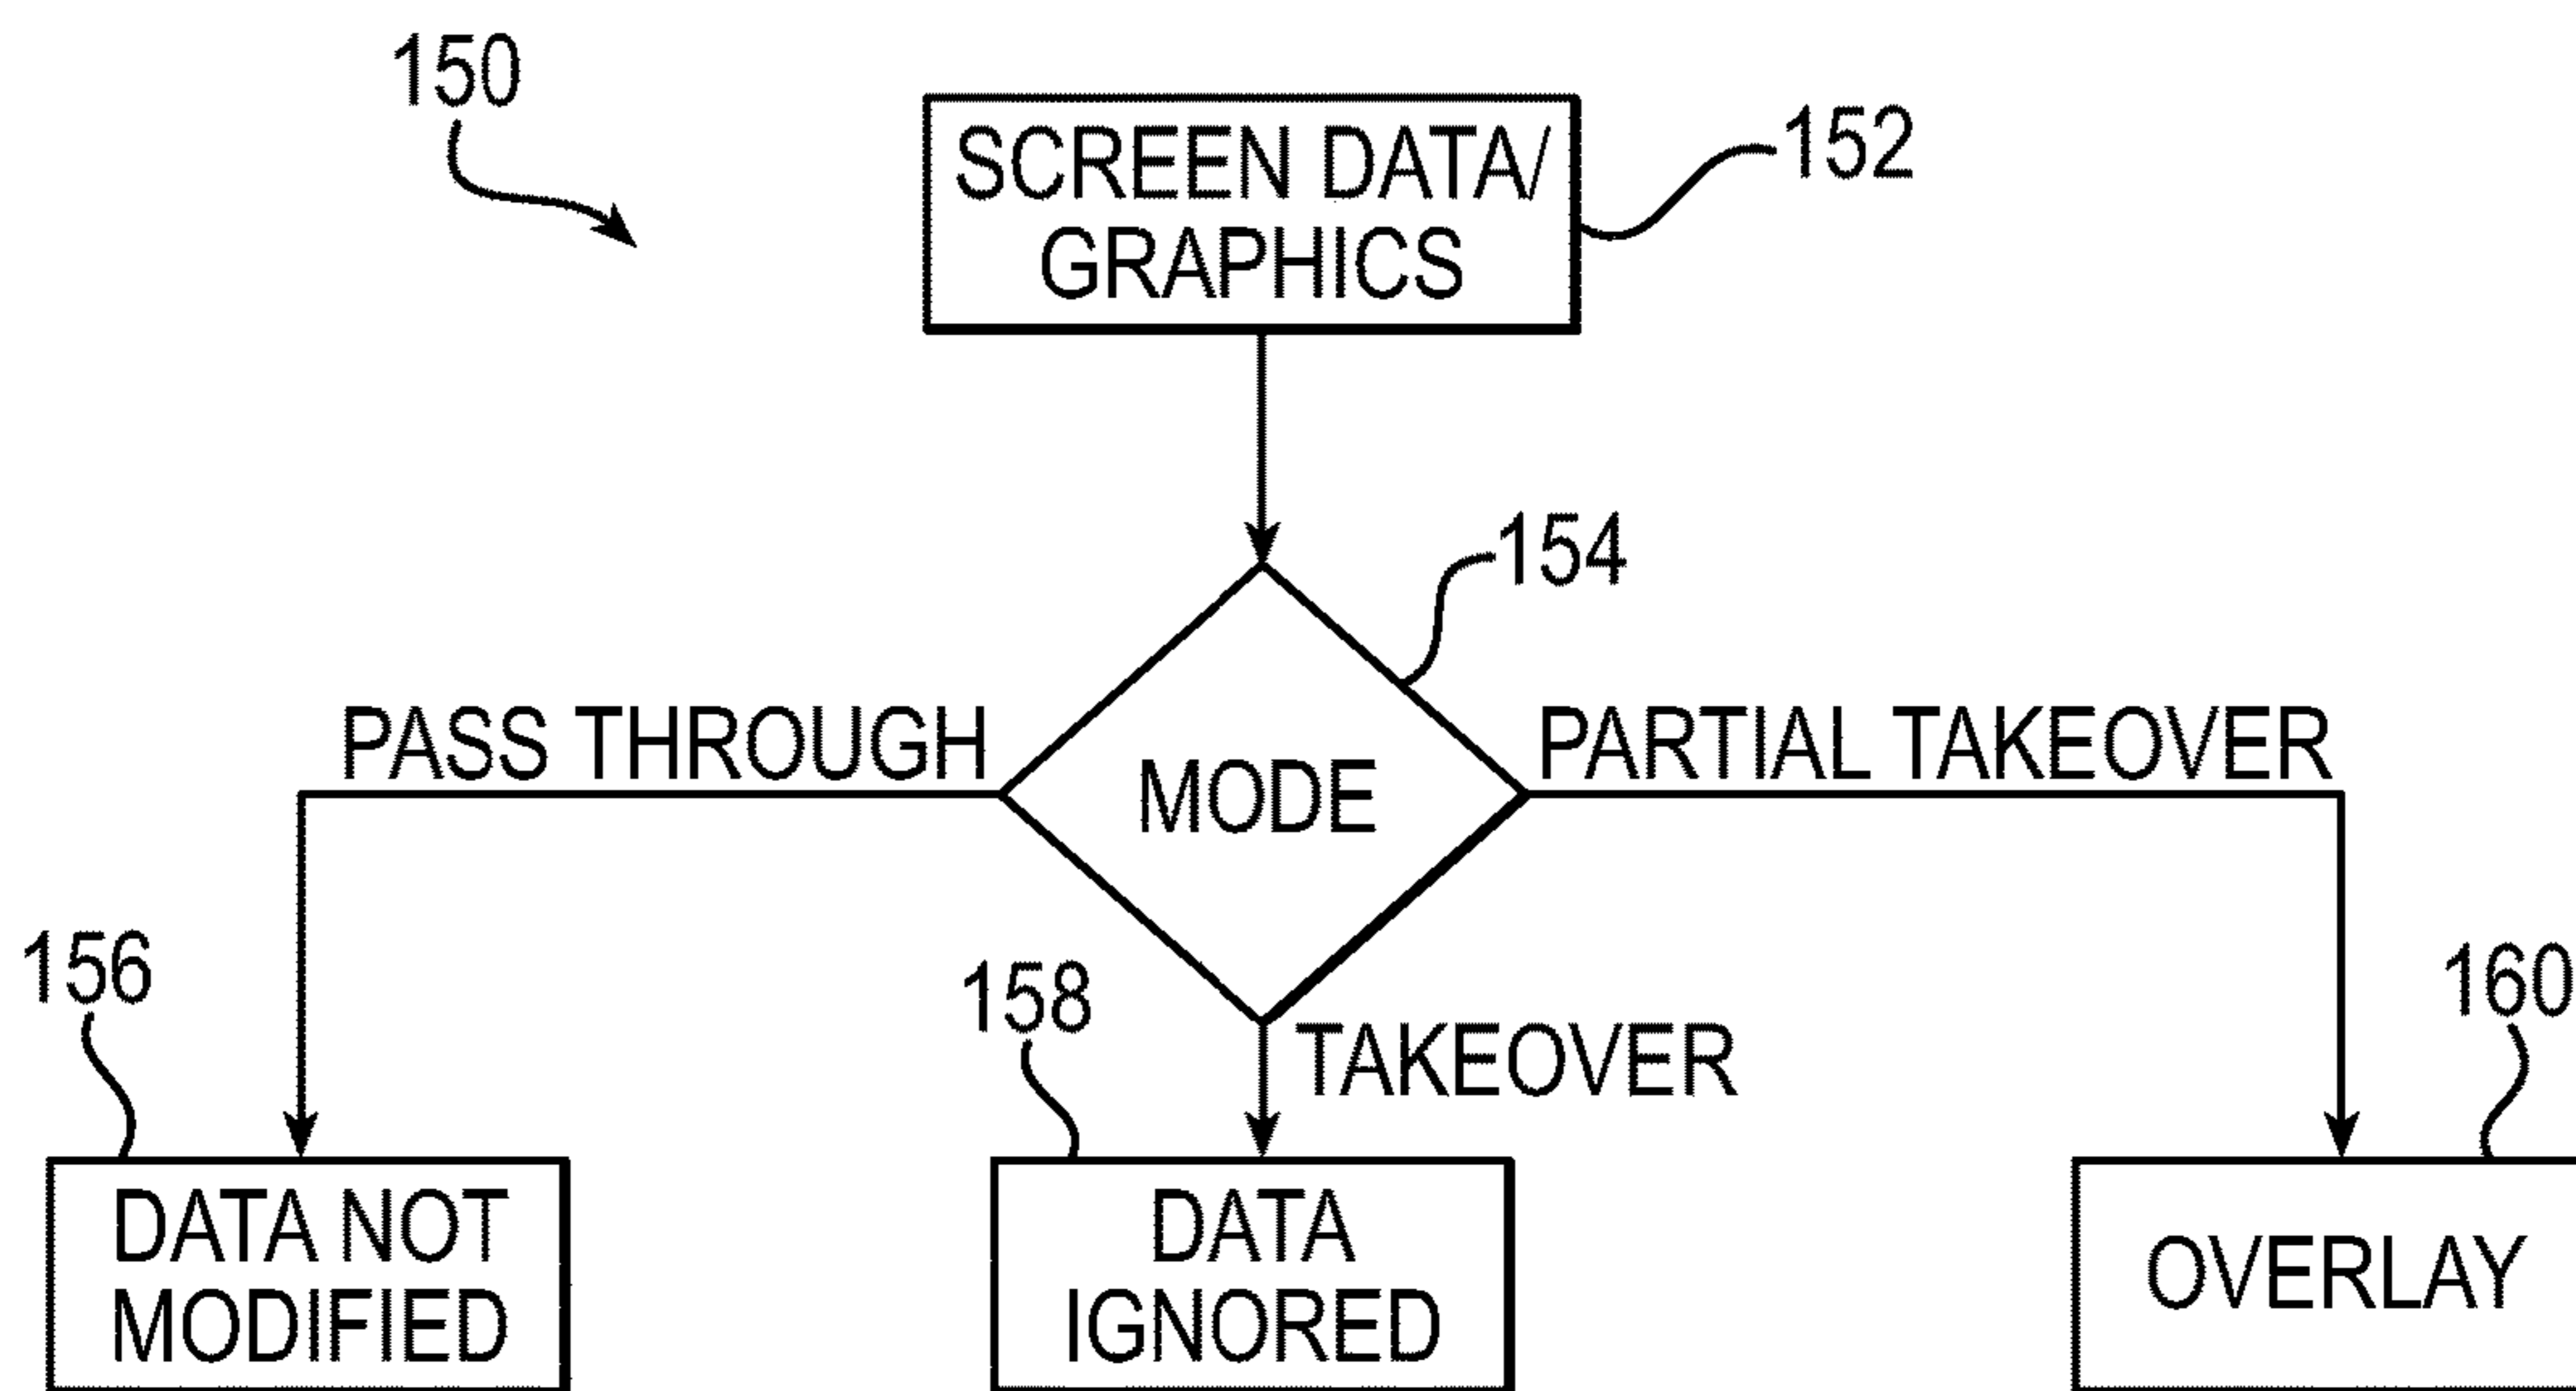 150
SCREEN DATA/
GRAPHICS
152
154
PASS THROUGH
MODE
PARTIAL TAKEOVER
156
158
TAKEOVER
160
DATA NOT
MODIFIED
DATA
IGNORED
OVERLAY